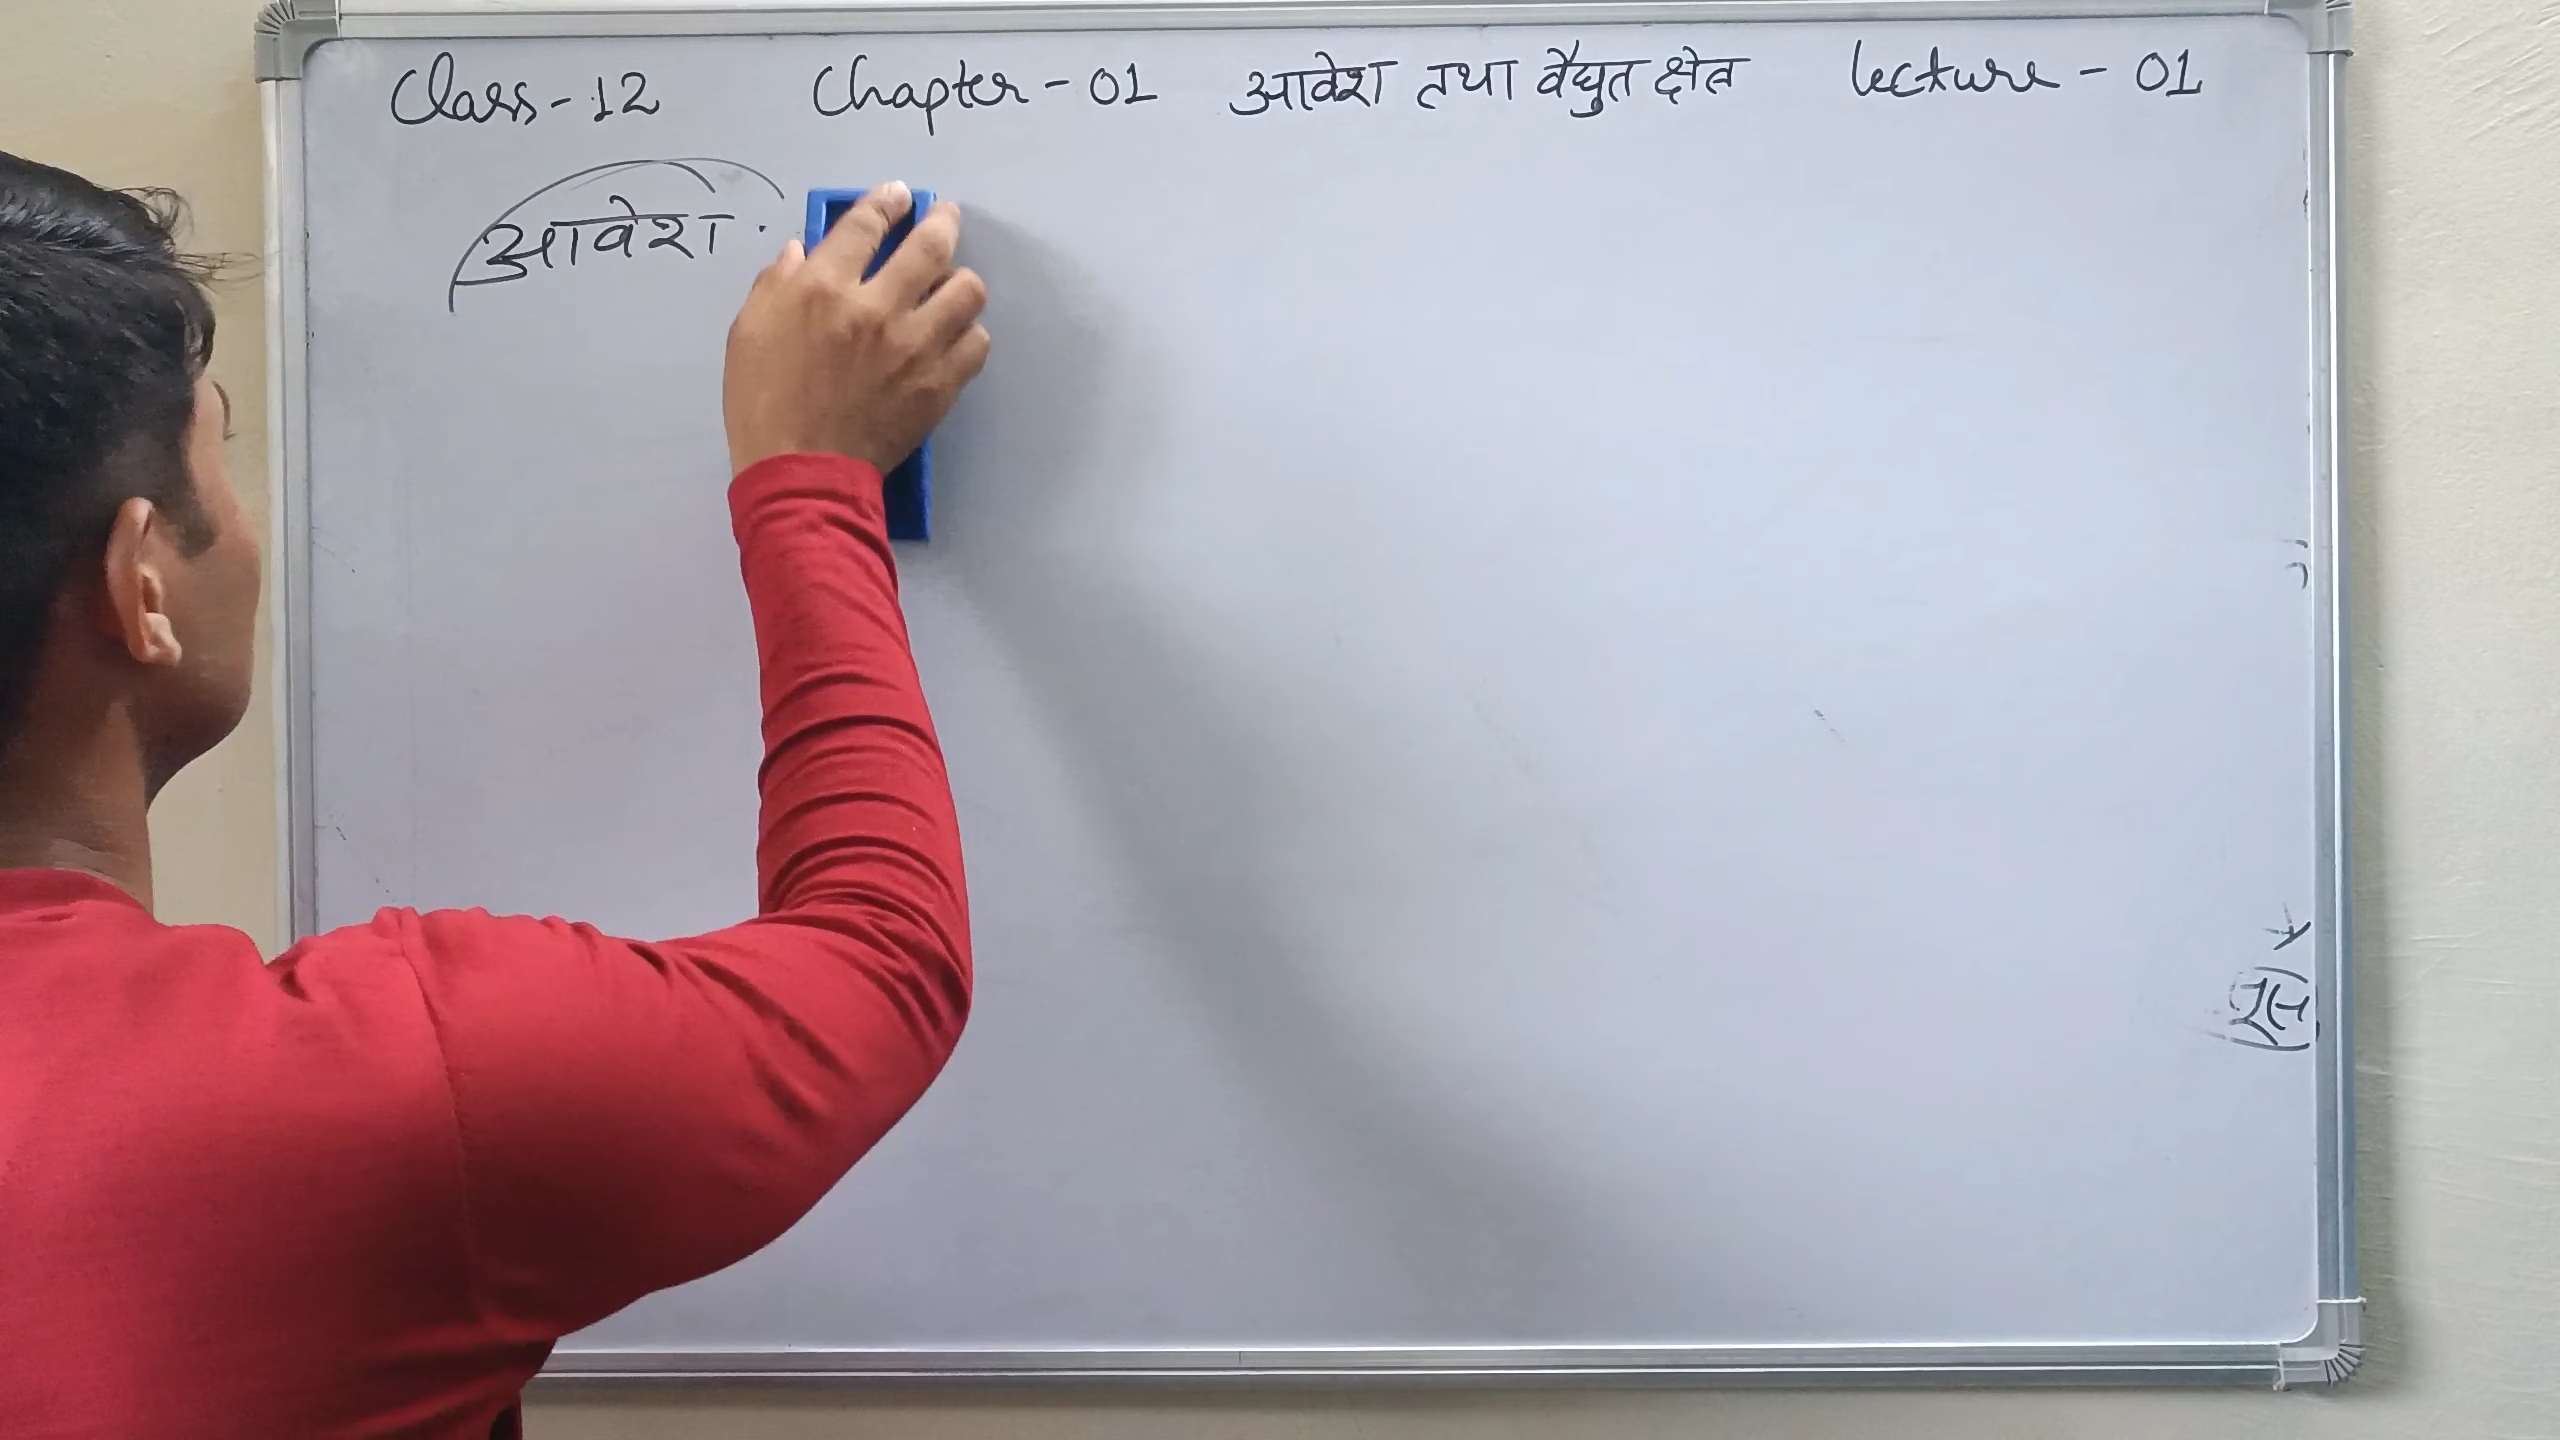 Class - 12 Chapter - 01 आवेश तथा वैद्युत क्षेत्र lecture - 01
आवेश